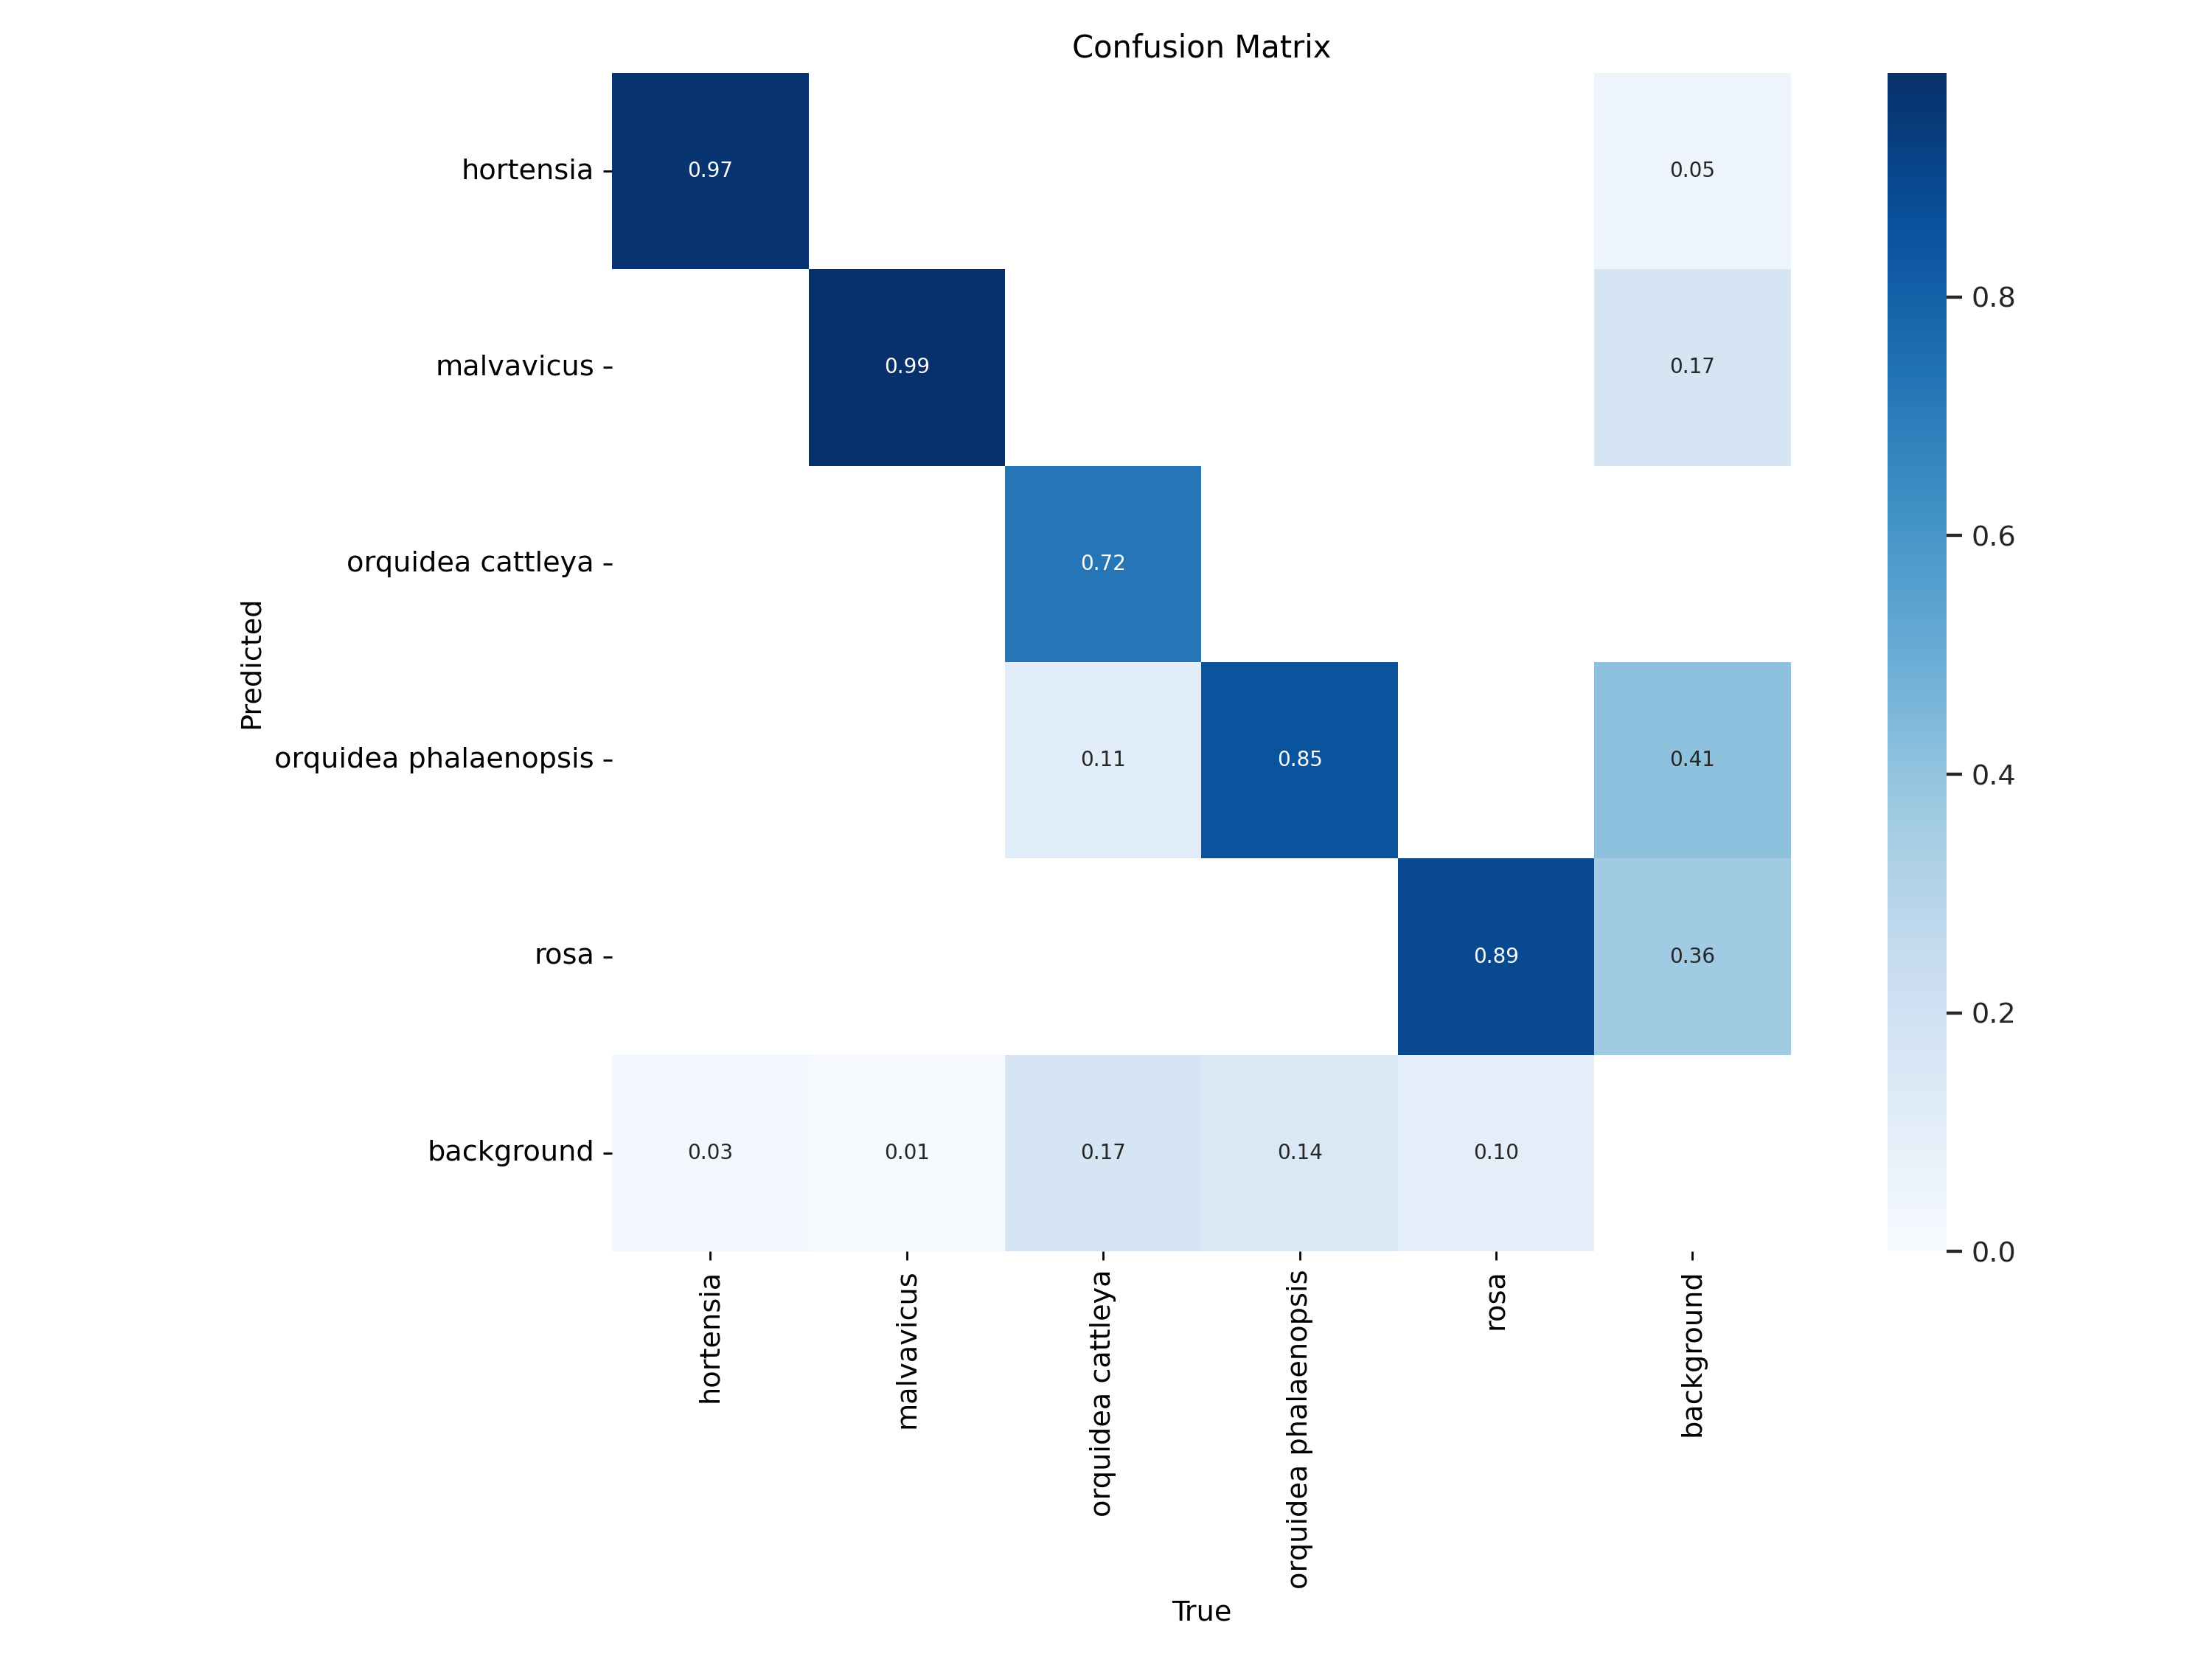 Confusion Matrix
hortensia
0.97
0.05
malvavicus
0.99
0.17
orquidea cattleya
0.72
orquidea phalaenopsis
0.11
0.85
0.41
rosa
0.89
0.36
background
0.03
0.01
0.17
0.14
0.10
Predicted
hortensia
malvavicus
orquidea cattleya
orquidea phalaenopsis
rosa
background
True
0.8
0.6
0.4
0.2
0.0